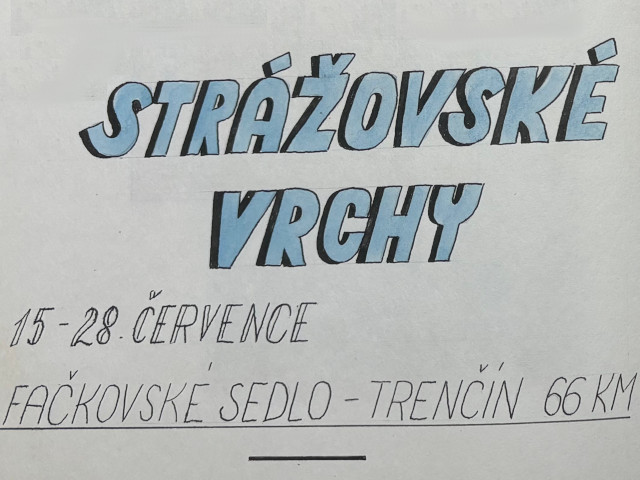 STRÁŽOVSKÉ
VRCHY
15-28. ČERVENCE
FAČKOVSKÉ SEDLO - TRENČÍN 66 KM